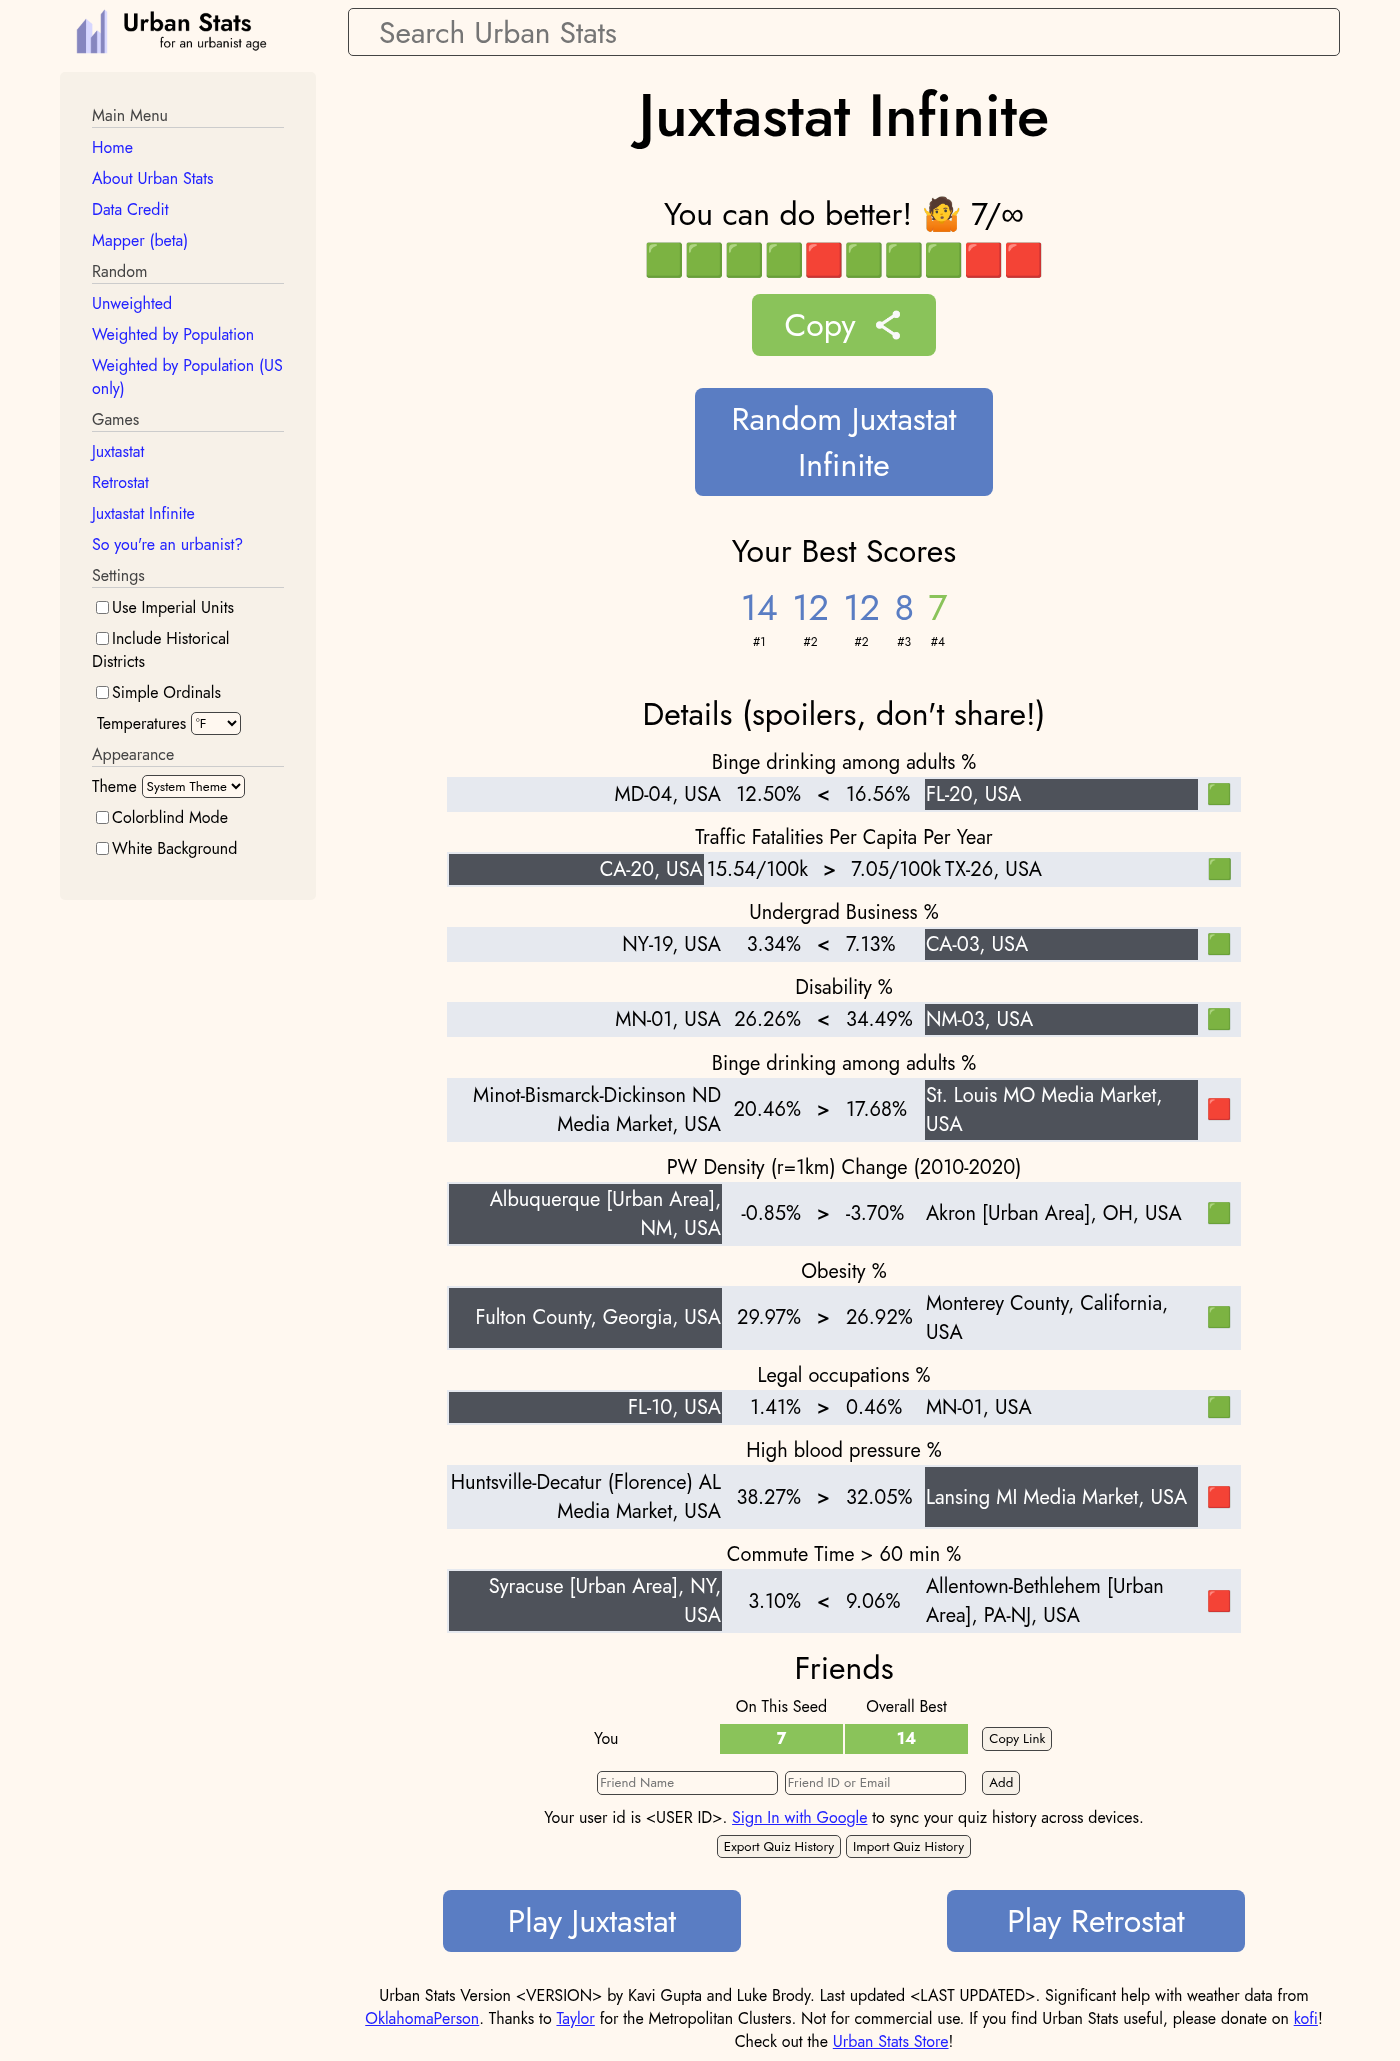 Urban Stats
for an urbanist age
Search Urban Stats
Main Menu
Home
About Urban Stats
Data Credit
Mapper (beta)
Random
Unweighted
Weighted by Population
Weighted by Population (US
only)
Games
Juxtastat
Retrostat
Juxtastat Infinite
So you're an urbanist?
Settings
Use Imperial Units
Include Historical
Districts
Simple Ordinals
Temperatures °F
Appearance
Theme System Theme
Colorblind Mode
White Background
Juxtastat Infinite
You can do better! 🤷 7/∞
🟩🟩🟩🟩🟥🟩🟩🟩🟥🟥
Copy
Random Juxtastat
Infinite
Your Best Scores
14 12 12 8 7
#1 #2 #2 #3 #4
Details (spoilers, don't share!)
Binge drinking among adults %
MD-04, USA 12.50% < 16.56% FL-20, USA 🟩
Traffic Fatalities Per Capita Per Year
CA-20, USA 15.54/100k > 7.05/100k TX-26, USA 🟩
Undergrad Business %
NY-19, USA 3.34% < 7.13% CA-03, USA 🟩
Disability %
MN-01, USA 26.26% < 34.49% NM-03, USA 🟩
Binge drinking among adults %
Minot-Bismarck-Dickinson ND
Media Market, USA
20.46% > 17.68%
St. Louis MO Media Market,
USA
🟥
PW Density (r=1km) Change (2010-2020)
Albuquerque [Urban Area],
NM, USA
-0.85% > -3.70% Akron [Urban Area], OH, USA 🟩
Obesity %
Fulton County, Georgia, USA 29.97% > 26.92%
Monterey County, California,
USA
🟩
Legal occupations %
FL-10, USA 1.41% > 0.46% MN-01, USA 🟩
High blood pressure %
Huntsville-Decatur (Florence) AL
Media Market, USA
38.27% > 32.05% Lansing MI Media Market, USA 🟥
Commute Time > 60 min %
Syracuse [Urban Area], NY,
USA
3.10% < 9.06%
Allentown-Bethlehem [Urban
Area], PA-NJ, USA
🟥
Friends
On This Seed Overall Best
You 7 14 Copy Link
Friend Name Friend ID or Email Add
Your user id is <USER ID>. Sign In with Google to sync your quiz history across devices.
Export Quiz History Import Quiz History
Play Juxtastat Play Retrostat
Urban Stats Version <VERSION> by Kavi Gupta and Luke Brody. Last updated <LAST UPDATED>. Significant help with weather data from
OklahomaPerson. Thanks to Taylor for the Metropolitan Clusters. Not for commercial use. If you find Urban Stats useful, please donate on kofi!
Check out the Urban Stats Store!